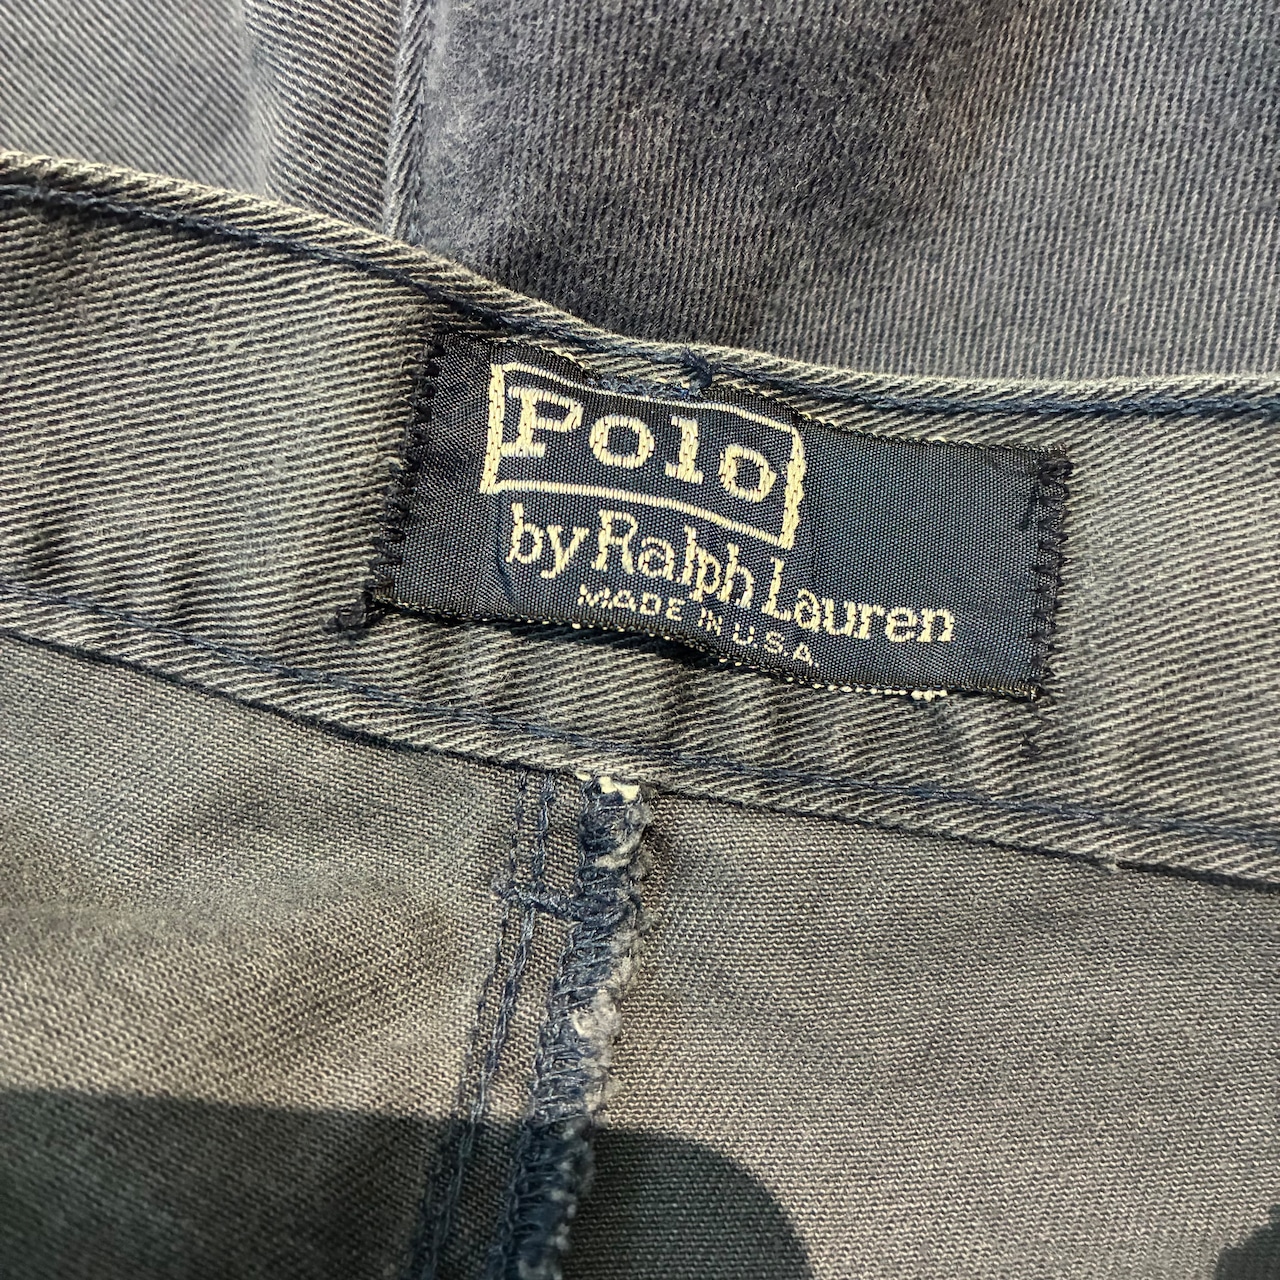 Polo
by Ralph Lauren
MADE IN U.S.A.